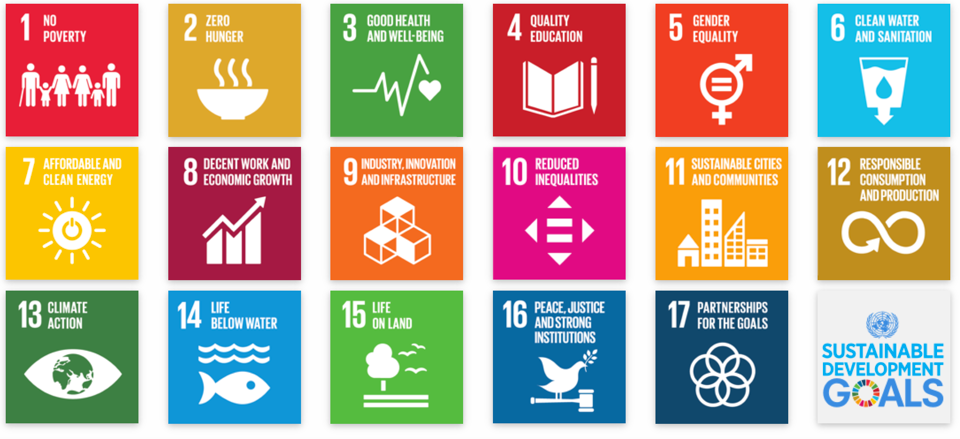 1 NO
POVERTY
2 ZERO
HUNGER
3 GOOD HEALTH
AND WELL-BEING
4 QUALITY
EDUCATION
5 GENDER
EQUALITY
6 CLEAN WATER
AND SANITATION
7 AFFORDABLE AND
CLEAN ENERGY
8 DECENT WORK AND
ECONOMIC GROWTH
9 INDUSTRY, INNOVATION
AND INFRASTRUCTURE
10 REDUCED
INEQUALITIES
11 SUSTAINABLE CITIES
AND COMMUNITIES
12 RESPONSIBLE
CONSUMPTION
AND PRODUCTION
13 CLIMATE
ACTION
14 LIFE
BELOW WATER
15 LIFE
ON LAND
16 PEACE, JUSTICE
AND STRONG
INSTITUTIONS
17 PARTNERSHIPS
FOR THE GOALS
SUSTAINABLE
DEVELOPMENT
GOALS